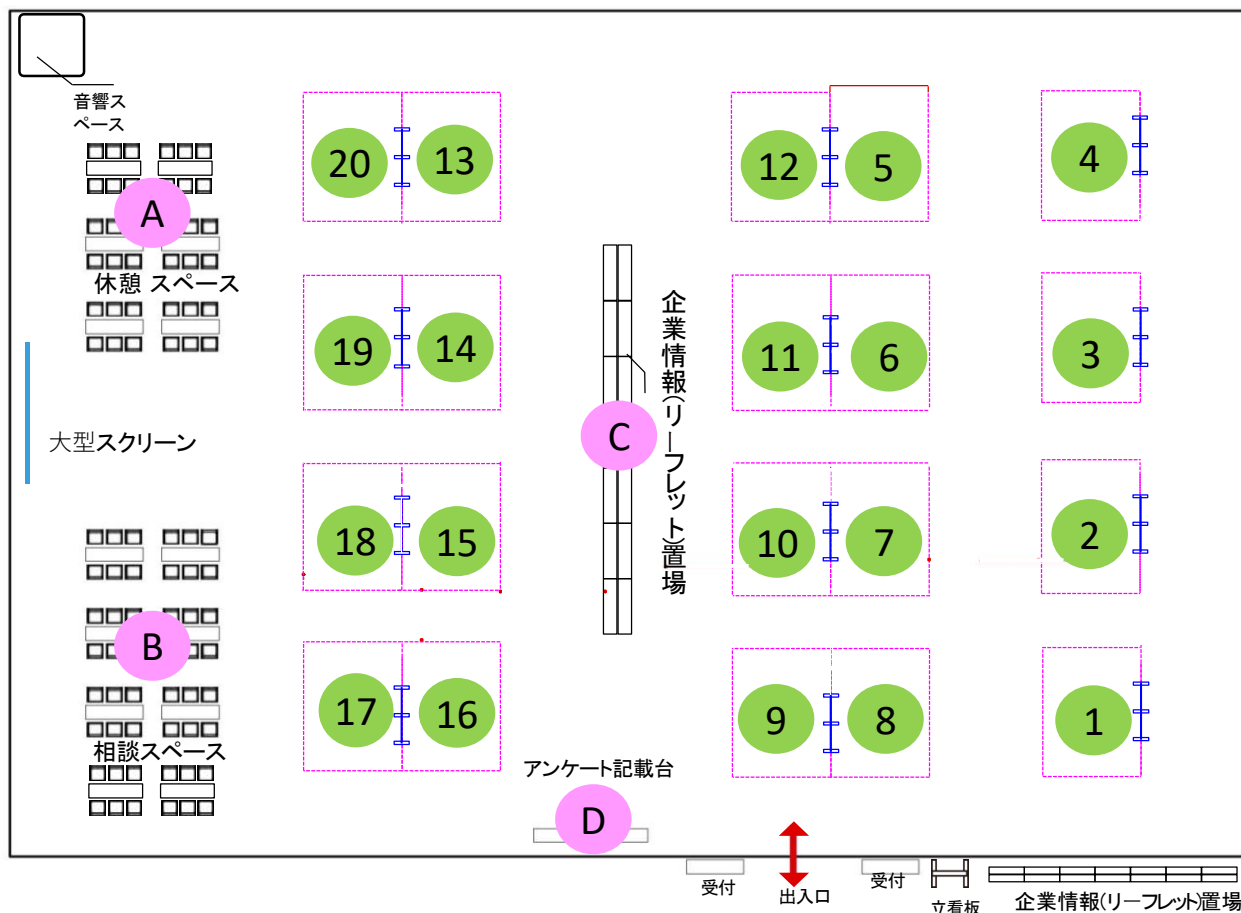 音響ス
ペース
20
13
12
5
4
A
休憩 スペース
19
14
11
6
3
企業情報(リーフレット)置場
C
大型スクリーン
18
15
10
7
2
B
相談スペース
17
16
9
8
1
アンケート記載台
D
受付
出入口
受付
立看板
企業情報(リーフレット)置場